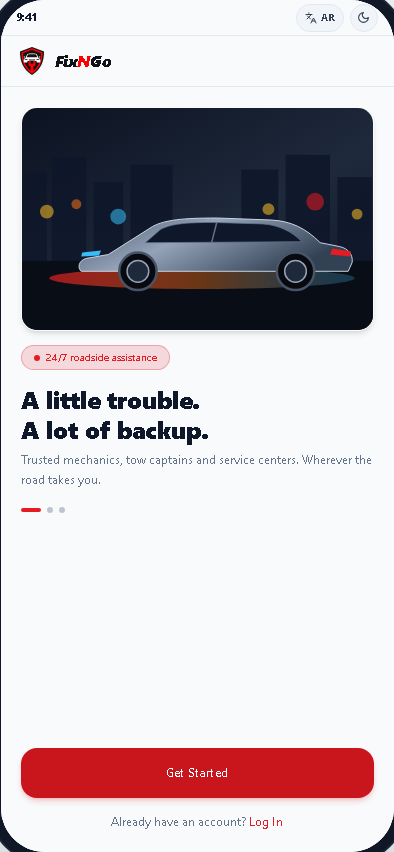 9:41
AR
FixNGo
24/7 roadside assistance
A little trouble.
A lot of backup.
Trusted mechanics, tow captains and service centers. Wherever the
road takes you.
Get Started
Already have an account? Log In